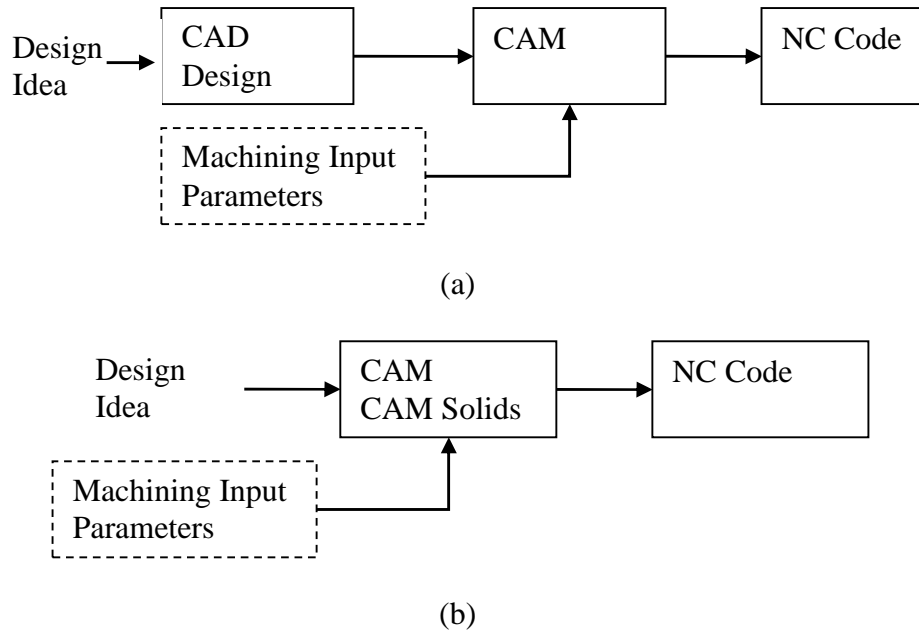 Design
Idea
CAD
Design
CAM
NC Code
Machining Input
Parameters
(a)
Design
Idea
CAM
CAM Solids
NC Code
Machining Input
Parameters
(b)